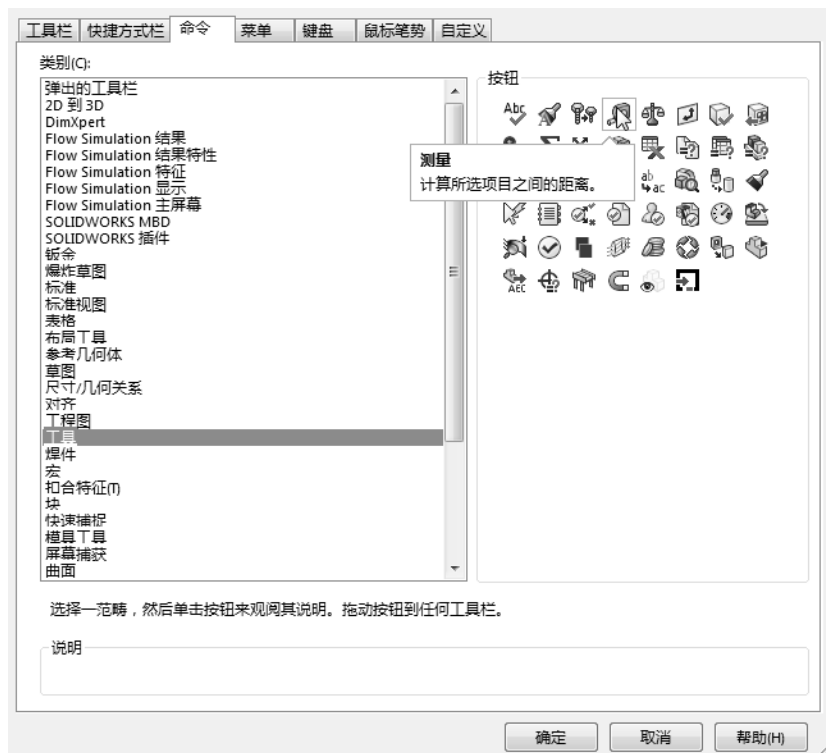 工具栏 快捷方式栏 命令 菜单 键盘 鼠标笔势 自定义
类别(C):
按钮
弹出的工具栏
2D 到 3D
DimXpert
Flow Simulation 结果
Flow Simulation 结果特性
Flow Simulation 特征
Flow Simulation 显示
Flow Simulation 主屏幕
SOLIDWORKS MBD
SOLIDWORKS 插件
钣金
爆炸草图
标准
标准视图
表格
布局工具
参考几何体
草图
尺寸/几何关系
对齐
工程图
工具
焊件
宏
扣合特征(T)
块
快速捕捉
模具工具
屏幕捕获
曲面
Abc
测量
计算所选项目之间的距离。
ab
ac
AEC
选择一范畴，然后单击按钮来观阅其说明。拖动按钮到任何工具栏。
说明
确定 取消 帮助(H)